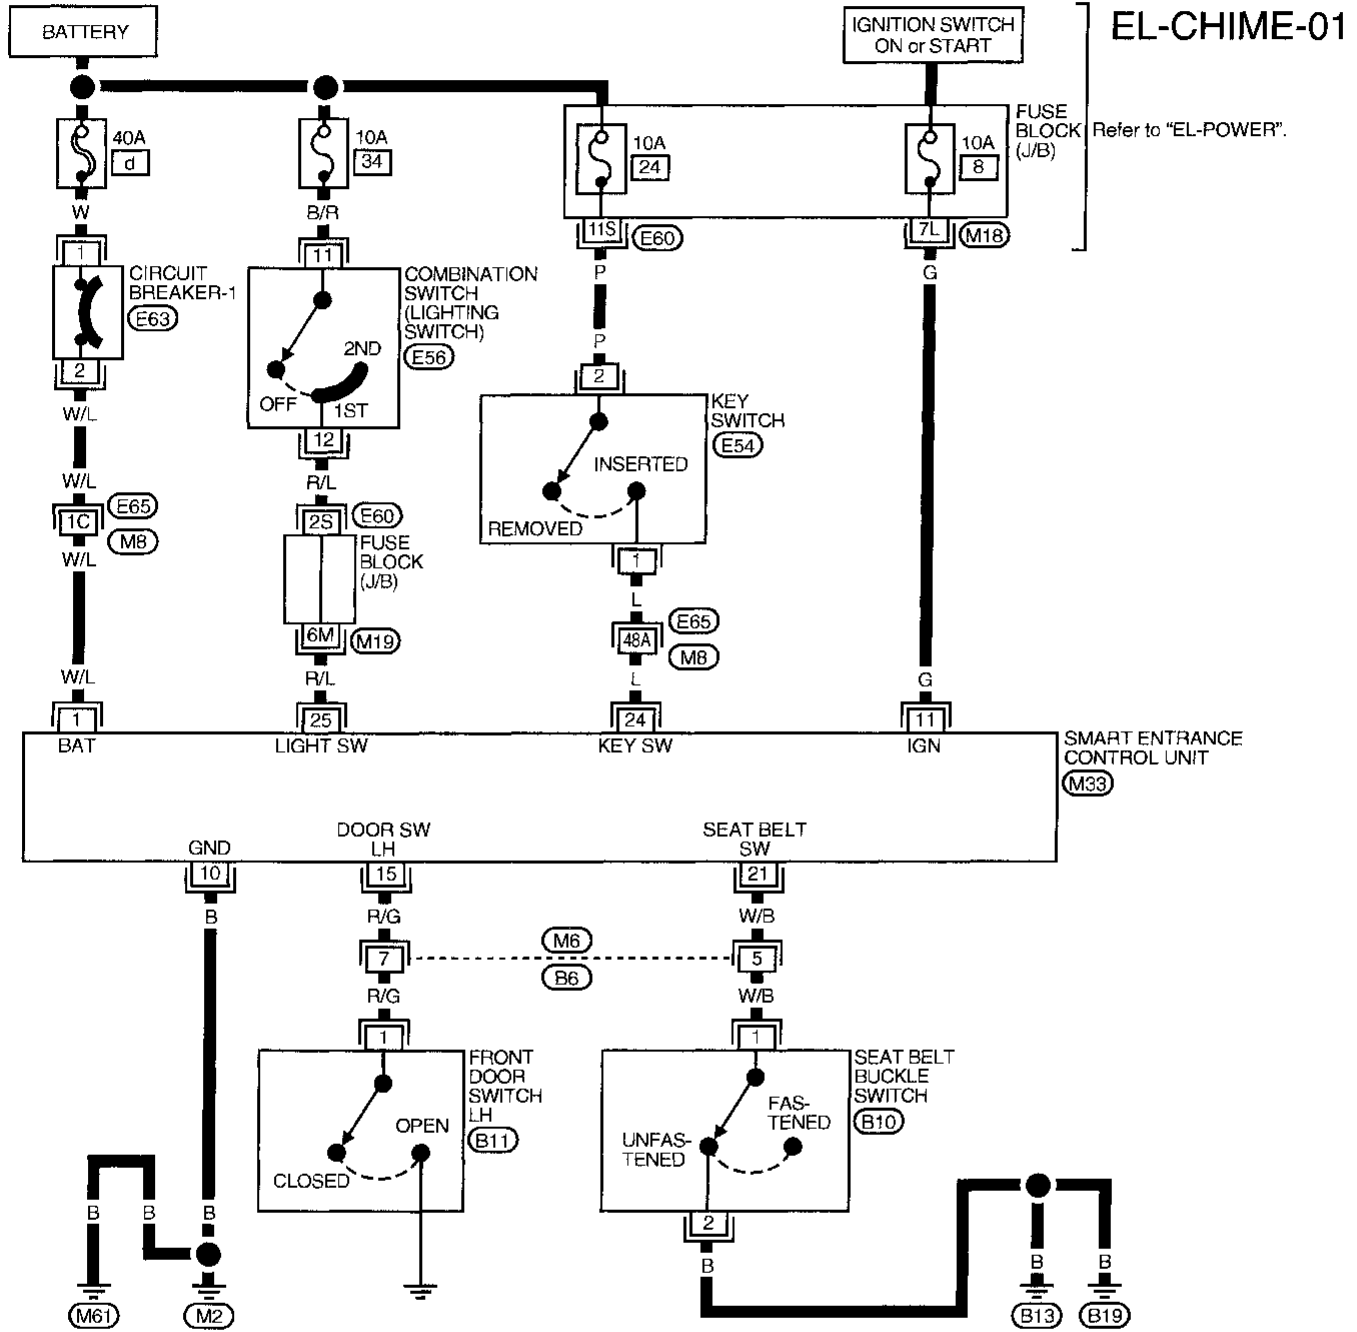 BATTERY
IGNITION SWITCH
ON or START
EL-CHIME-01
40A
d
10A
34
10A
24
10A
8
FUSE
BLOCK
(J/B)
Refer to "EL-POWER".
W
B/R
11S
E60
7L
M18
1
11
P
G
CIRCUIT
BREAKER-1
E63
COMBINATION
SWITCH
(LIGHTING
SWITCH)
E56
2ND
OFF
1ST
P
2
2
KEY
SWITCH
E54
W/L
12
INSERTED
REMOVED
W/L
R/L
1C
E65
M8
2S
E60
FUSE
BLOCK
(J/B)
W/L
1
L
6M
M19
48A
E65
M8
W/L
R/L
L
G
1
25
24
11
BAT
LIGHT SW
KEY SW
IGN
SMART ENTRANCE
CONTROL UNIT
M33
GND
DOOR SW
LH
SEAT BELT
SW
10
15
21
B
R/G
W/B
7
M6
B6
5
R/G
W/B
1
1
FRONT
DOOR
SWITCH
LH
B11
OPEN
CLOSED
SEAT BELT
BUCKLE
SWITCH
B10
FAS-
TENED
UNFAS-
TENED
B
B
B
2
B
B
B
M61
M2
B13
B19